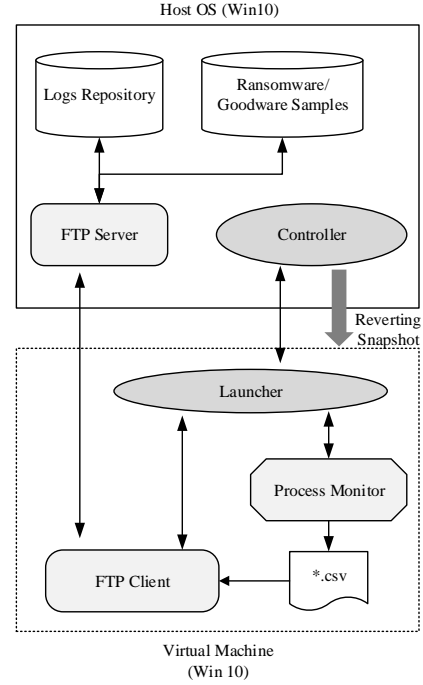 Host OS (Win10)
Logs Repository
Ransomware/
Goodware Samples
FTP Server
Controller
Reverting
Snapshot
Launcher
Process Monitor
FTP Client
*.csv
Virtual Machine
(Win 10)